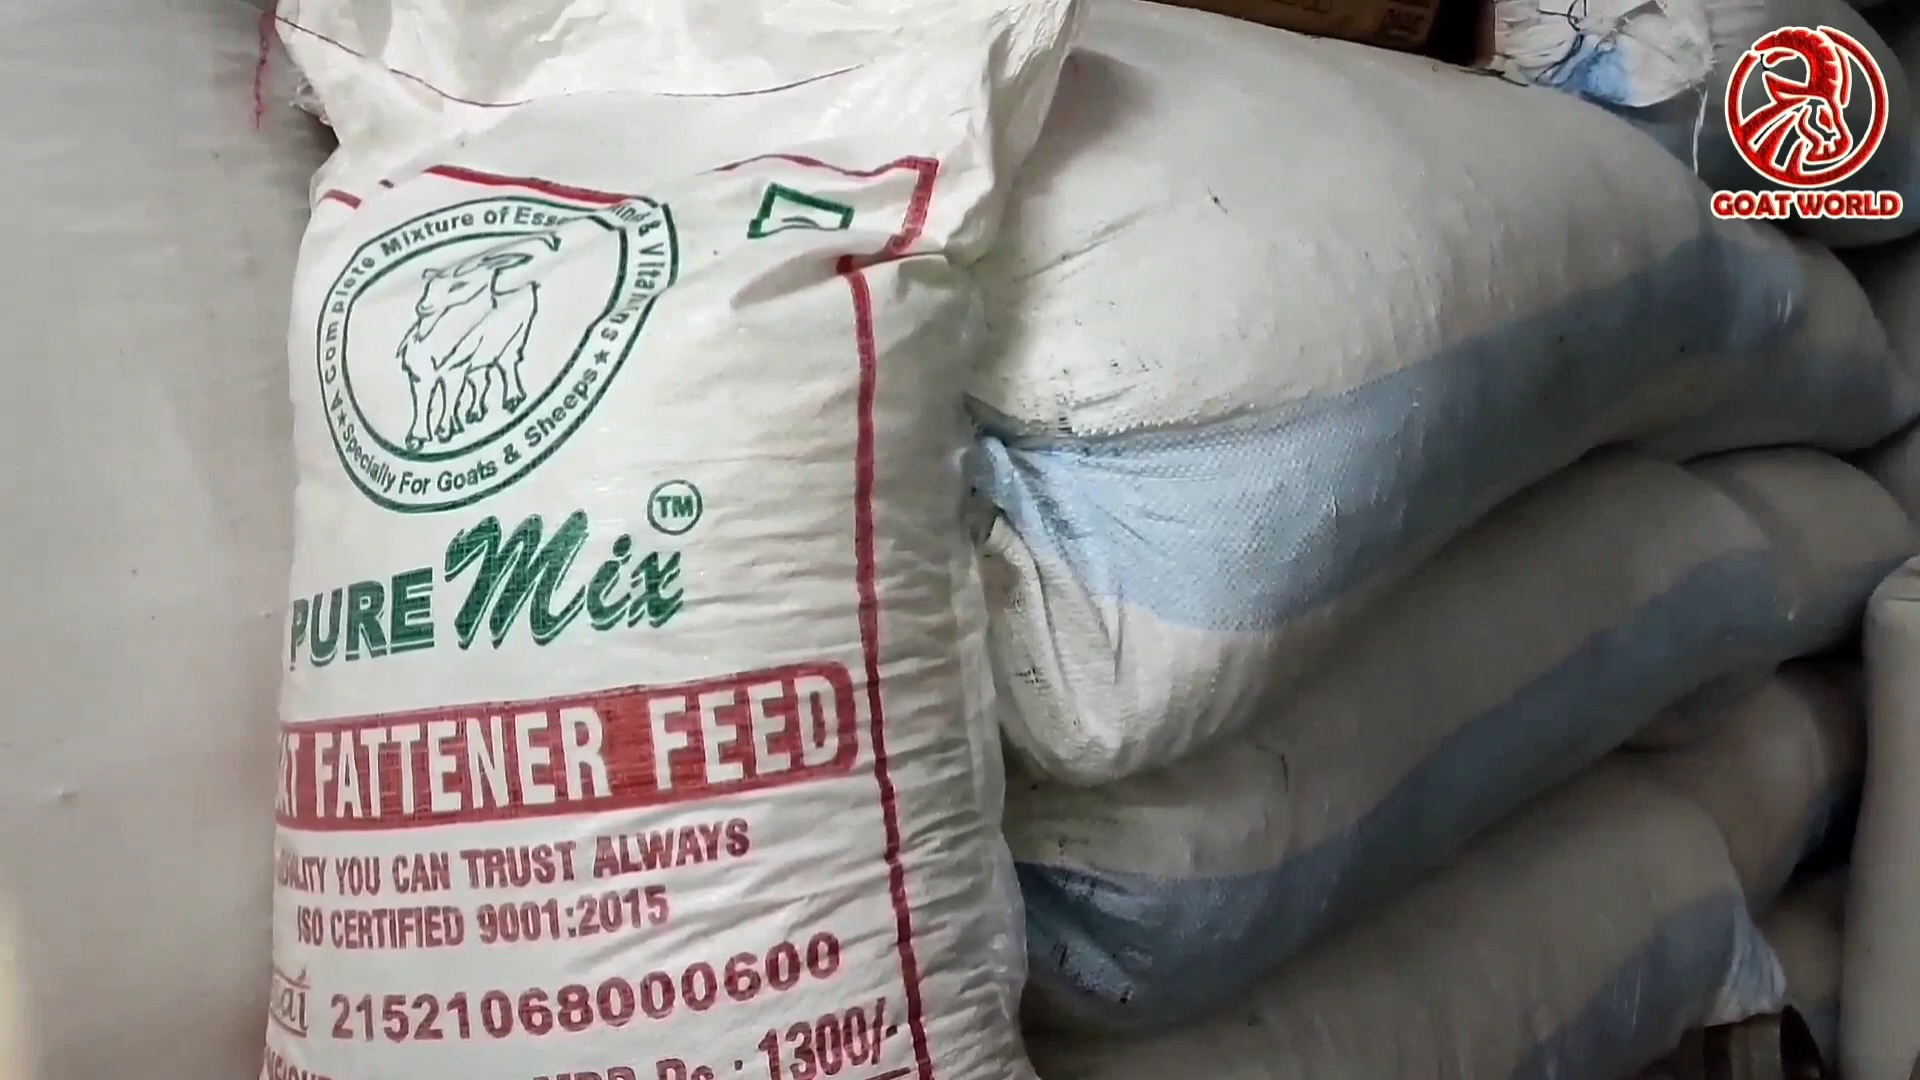 GOAT WORLD
A Complete Mixture of & Vitamins
Specially For Goats & Sheeps
TM
PURE Mix
FATTENER FEED
YOU CAN TRUST ALWAYS
ISO CERTIFIED 9001:2015
21521068000600
Rs : 1300/-